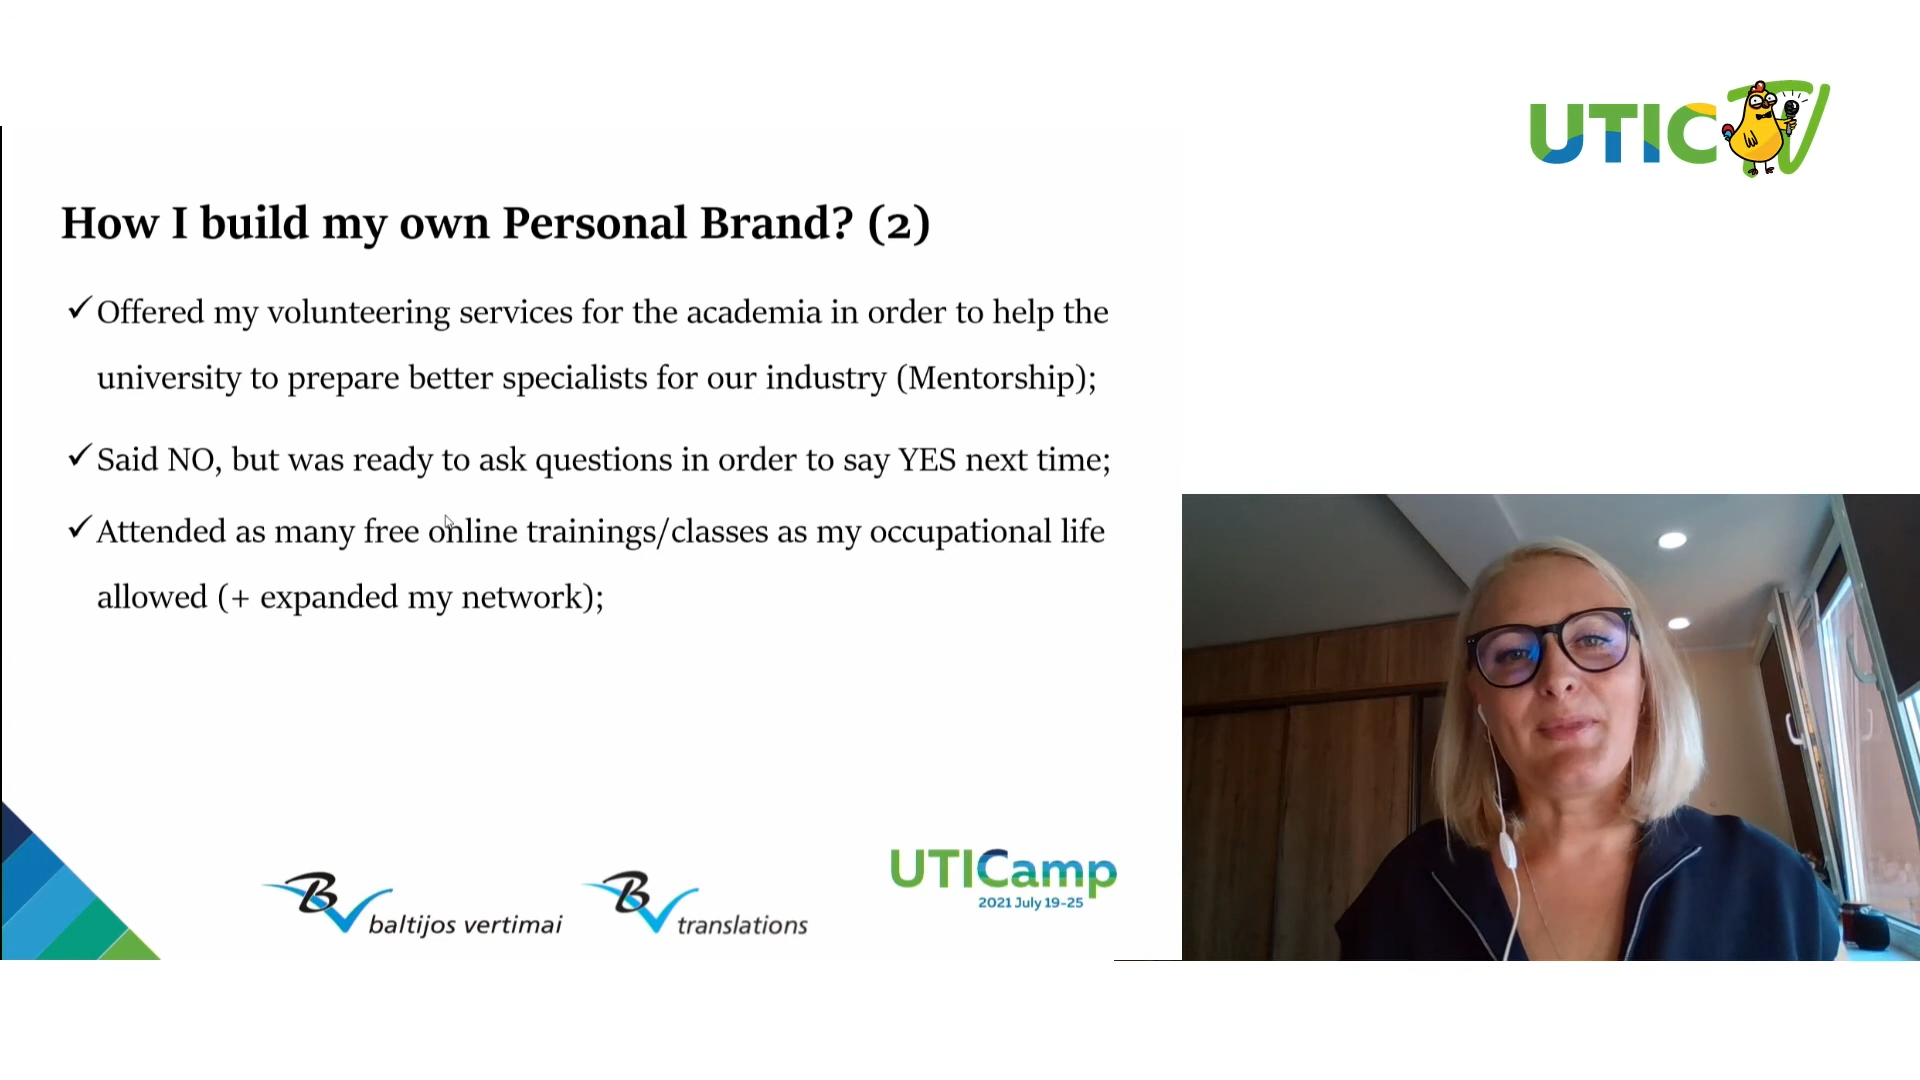 UTIC TV
How I build my own Personal Brand? (2)
✓ Offered my volunteering services for the academia in order to help the
university to prepare better specialists for our industry (Mentorship);
✓ Said NO, but was ready to ask questions in order to say YES next time;
✓ Attended as many free online trainings/classes as my occupational life
allowed (+ expanded my network);
BV baltijos vertimai
BV translations
UTICamp
2021 July 19-25